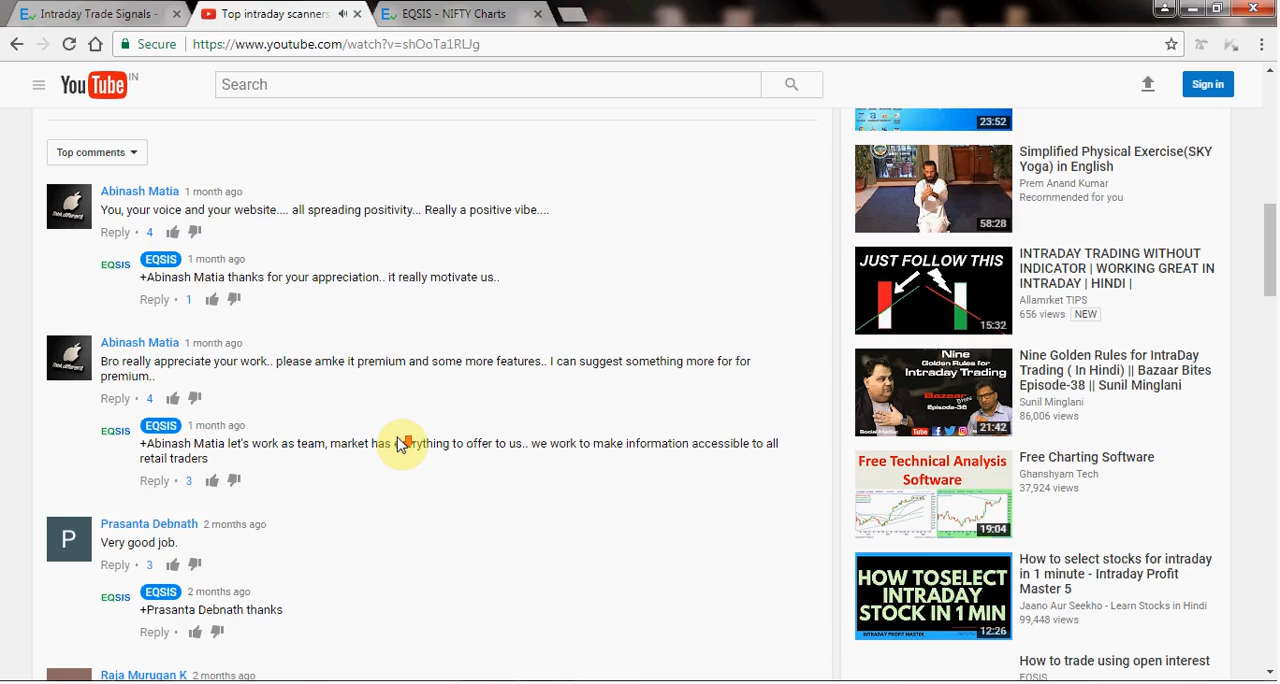 Intraday Trade Signals -
Top intraday scanners
EQSIS - NIFTY Charts
Secure
https://www.youtube.com/watch?v=shOoTa1RLJg
YouTube IN
Search
Sign in
Top comments
Abinash Matia 1 month ago
You, your voice and your website.... all spreading positivity... Really a positive vibe....
Reply • 4
EQSIS EQSIS 1 month ago
+Abinash Matia thanks for your appreciation.. it really motivate us..
Reply • 1
Abinash Matia 1 month ago
Bro really appreciate your work.. please amke it premium and some more features.. I can suggest something more for for
premium..
Reply • 4
EQSIS EQSIS 1 month ago
+Abinash Matia let's work as team, market has everything to offer to us.. we work to make information accessible to all
retail traders
Reply • 3
P
Prasanta Debnath 2 months ago
Very good job.
Reply • 3
EQSIS EQSIS 2 months ago
+Prasanta Debnath thanks
Reply •
Raja Murugan K 2 months ago
23:52
58:28
Simplified Physical Exercise(SKY
Yoga) in English
Prem Anand Kumar
Recommended for you
JUST FOLLOW THIS
15:32
INTRADAY TRADING WITHOUT
INDICATOR | WORKING GREAT IN
INTRADAY | HINDI |
Allamrket TIPS
656 views NEW
Nine
Golden Rules for
Intraday Trading
Bazaar
Bites
Episode-38
21:42
Nine Golden Rules for IntraDay
Trading ( In Hindi) || Bazaar Bites
Episode-38 || Sunil Minglani
Sunil Minglani
86,006 views
Free Technical Analysis
Software
19:04
Free Charting Software
Ghanshyam Tech
37,924 views
HOW TOSELECT
INTRADAY
STOCK IN 1 MIN
INTRADAY PROFIT MASTER
12:26
How to select stocks for intraday
in 1 minute - Intraday Profit
Master 5
Jaano Aur Seekho - Learn Stocks in Hindi
99,448 views
How to trade using open interest
EQSIS